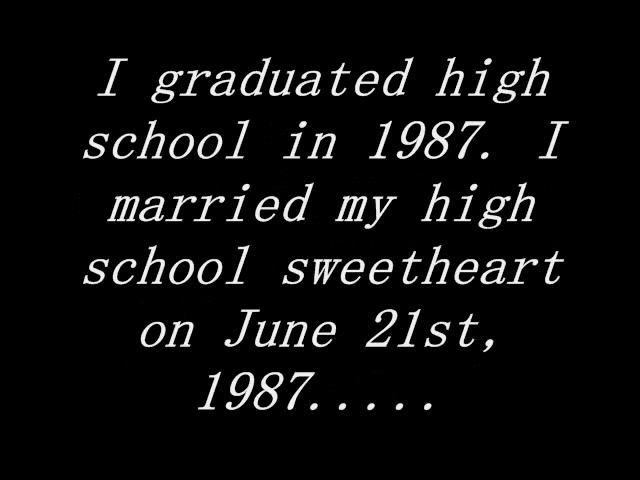 I graduated high
school in 1987. I
married my high
school sweetheart
on June 21st,
1987.....